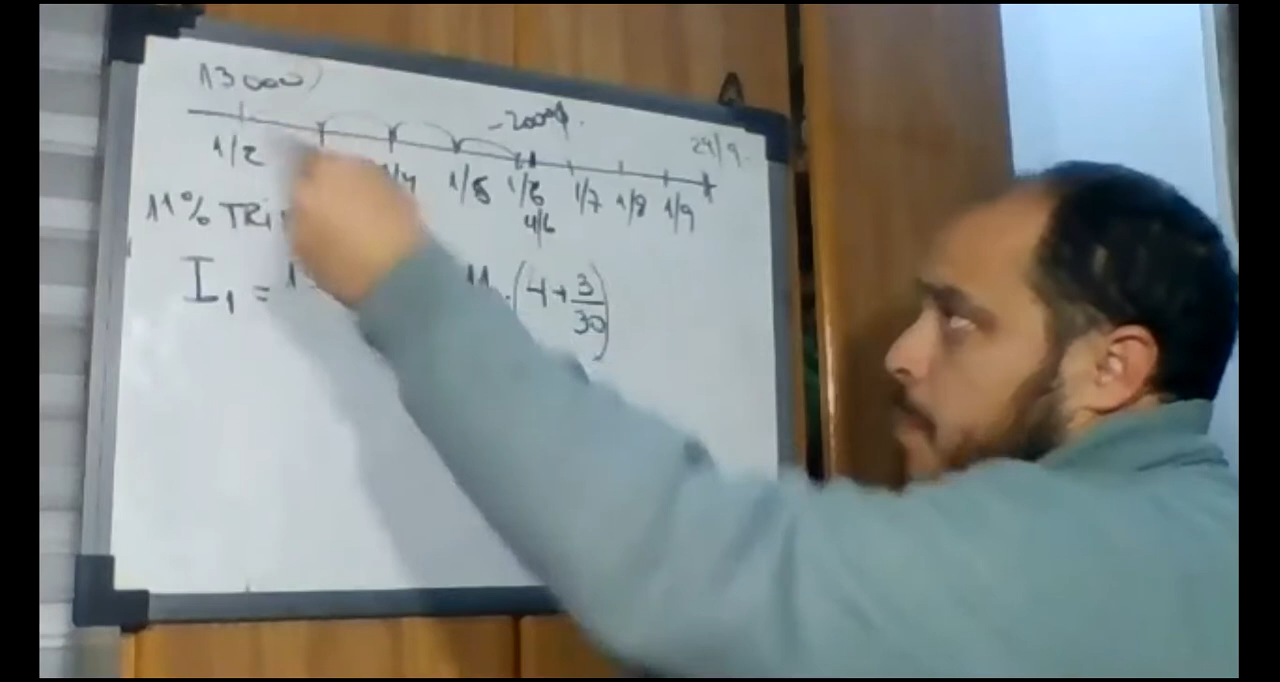 13000
-2000
24/9
1/2 1/5 1/6 1/7 1/8 1/9
4/6
11% TRi
I₁ = 11 . (4 + 3/30)